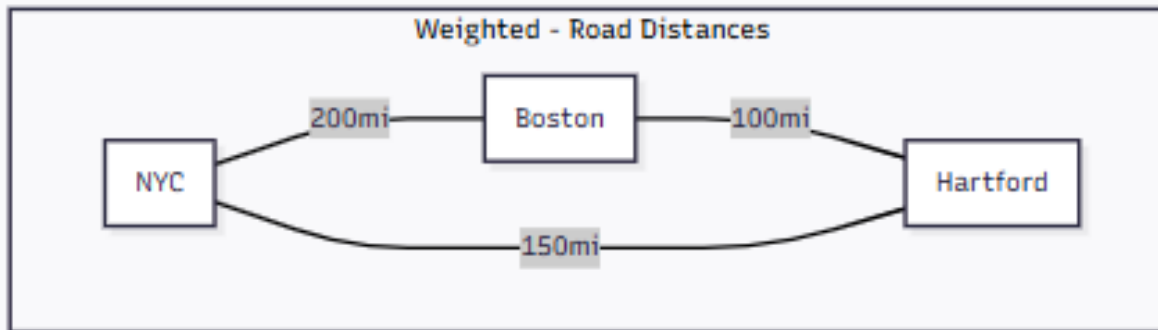 Weighted - Road Distances
200mi
Boston
100mi
NYC
Hartford
150mi